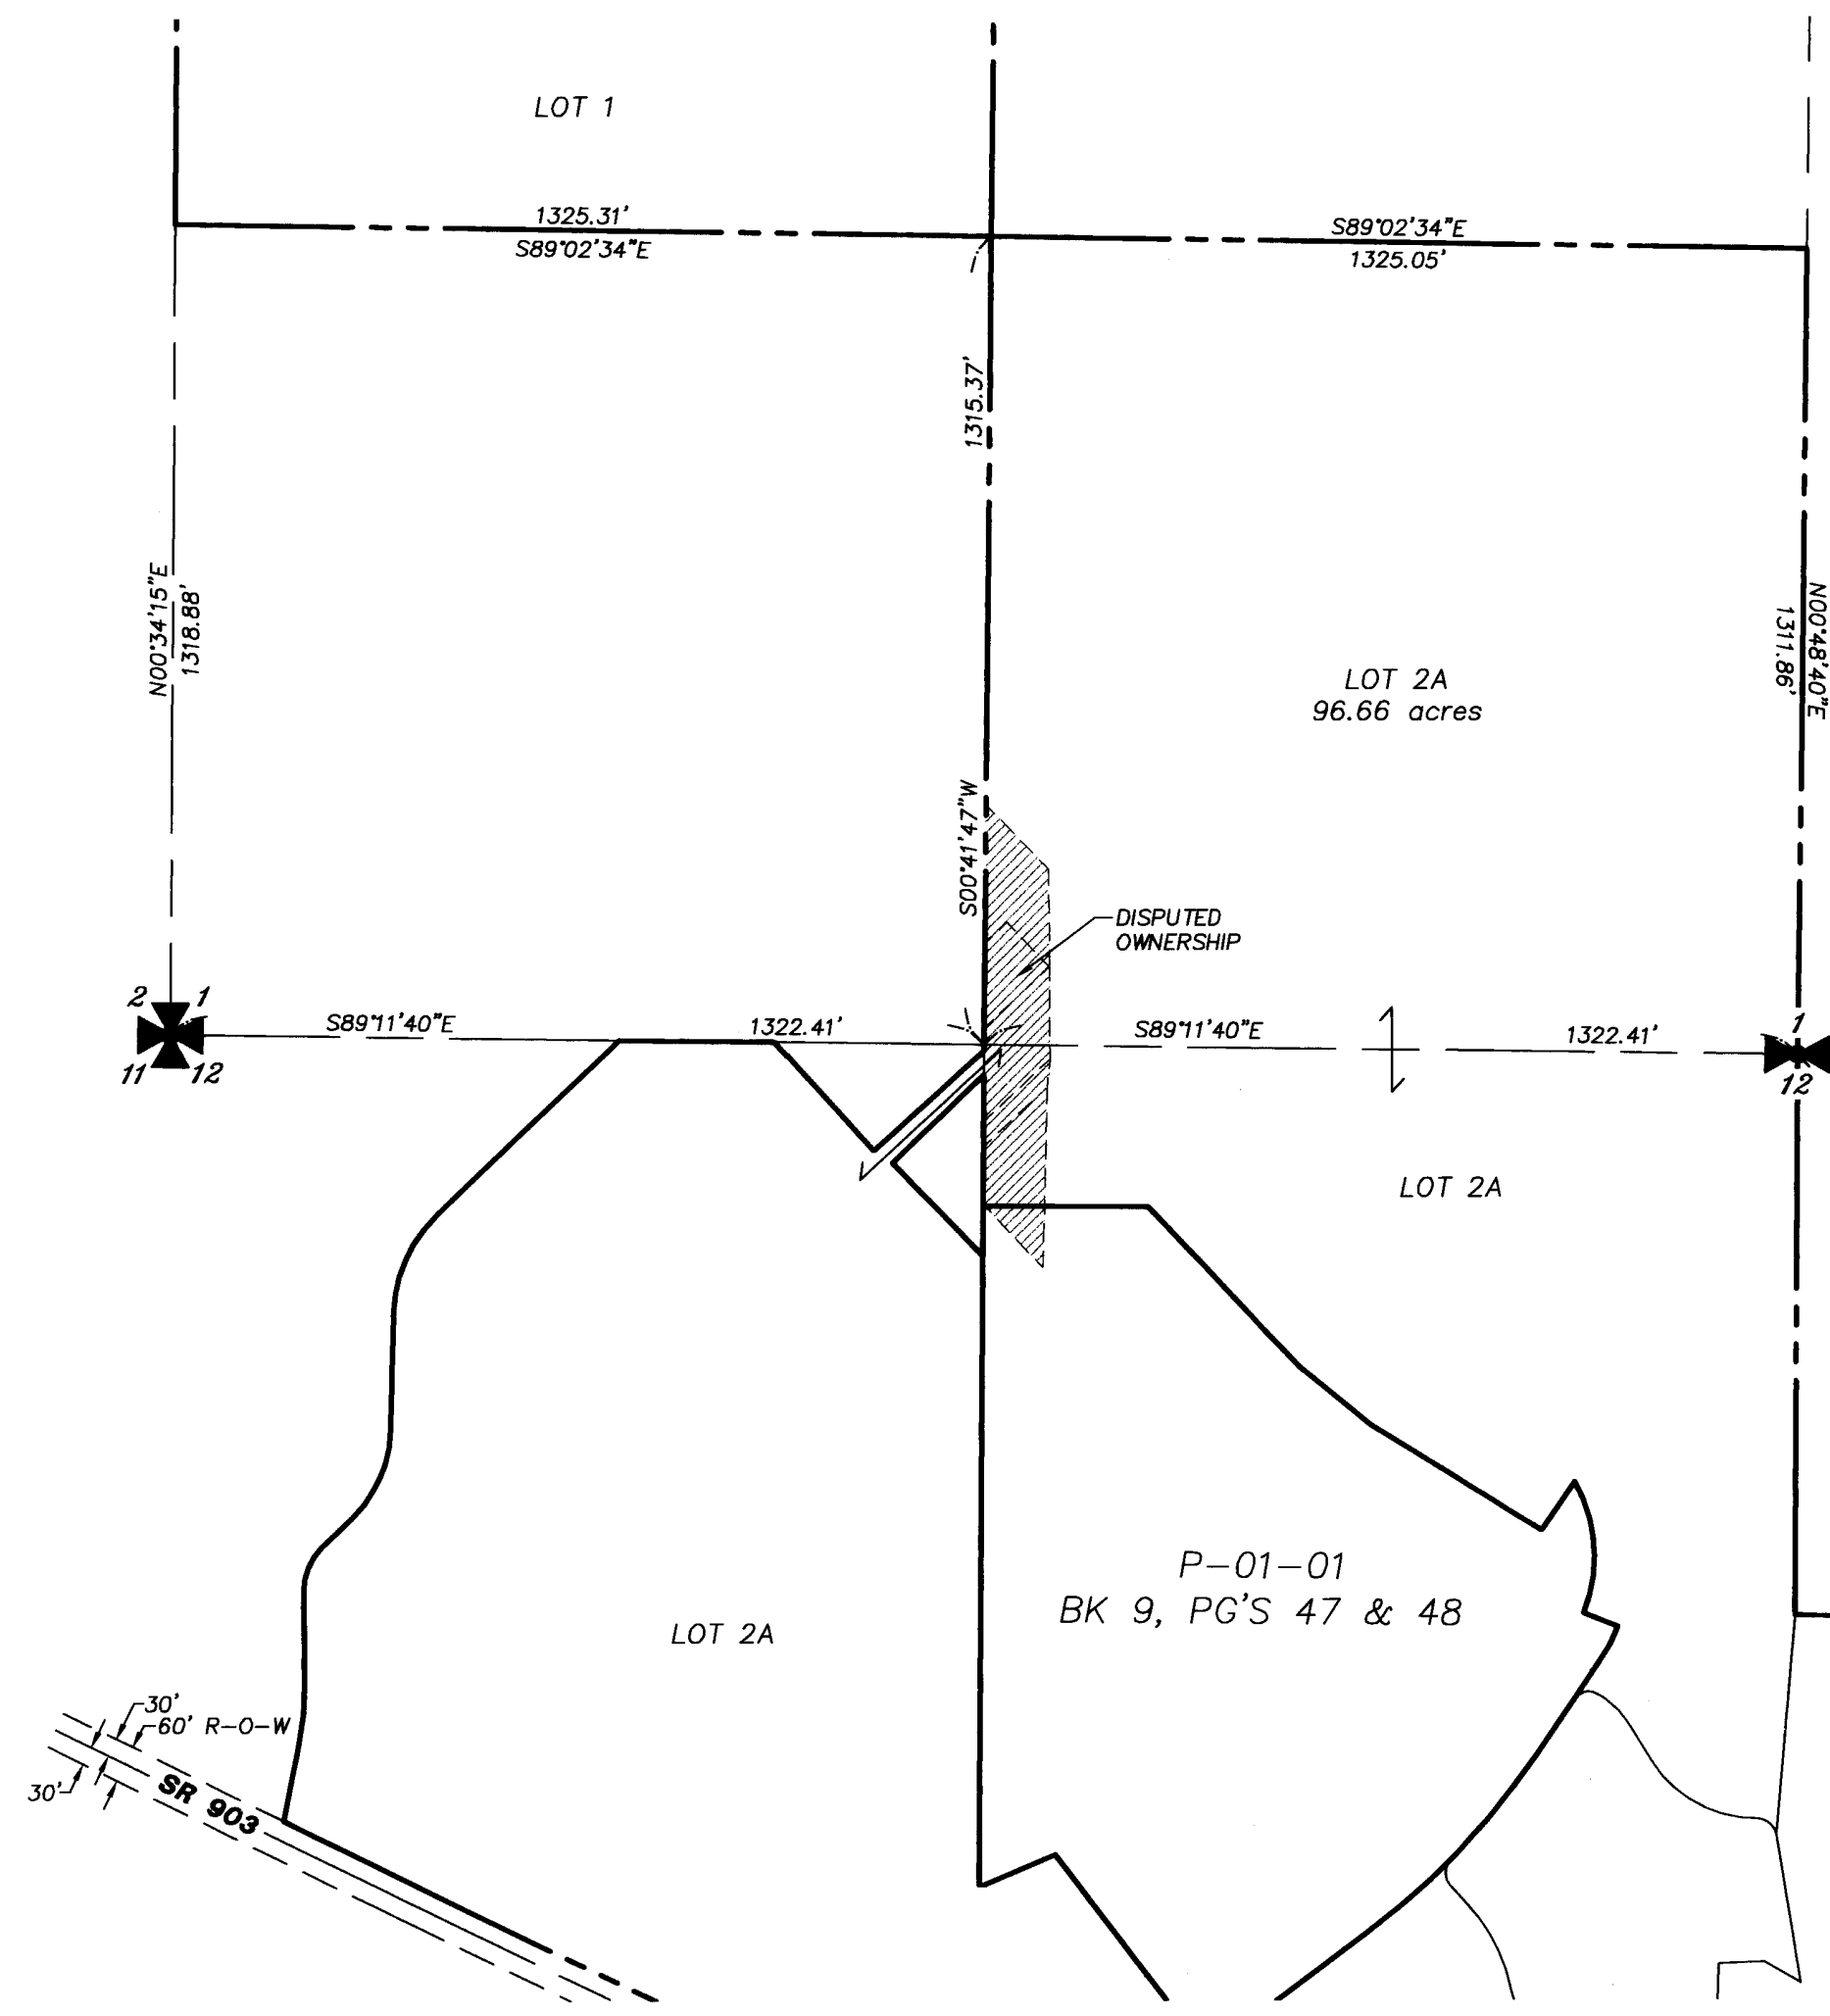 LOT 1
1325.31'
S89°02'34"E
S89°02'34"E
1325.05'
1315.37'
N00°34'15"E
1318.88'
N00°48'40"E
1311.86'
LOT 2A
96.66 acres
S00°41'47"W
DISPUTED
OWNERSHIP
2 1
11 12
S89°11'40"E
1322.41'
S89°11'40"E
1322.41'
1
12
LOT 2A
P-01-01
BK 9, PG'S 47 & 48
LOT 2A
30'
60' R-O-W
30'
SR 903